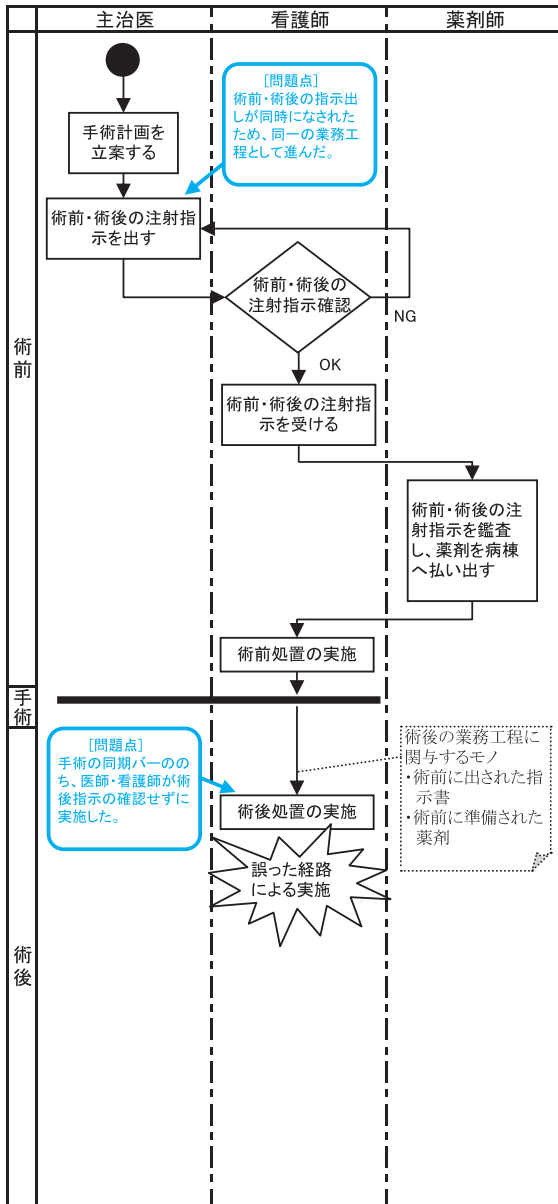 主治医
看護師
薬剤師
術前
[問題点]
術前・術後の指示出
しが同時になされた
ため、同一の業務工
程として進んだ。
手術計画を
立案する
術前・術後の注射指
示を出す
術前・術後の
注射指示確認
NG
OK
術前・術後の注射指
示を受ける
術前・術後の注
射指示を鑑査
し、薬剤を病棟
へ払い出す
術前処置の実施
手術
[問題点]
手術の同期バーのの
ち、医師・看護師が術
後指示の確認せずに
実施した。
術後の業務工程に
関与するモノ
・術前に出された指
示書
・術前に準備された
薬剤
術後処置の実施
誤った経路
による実施
術後